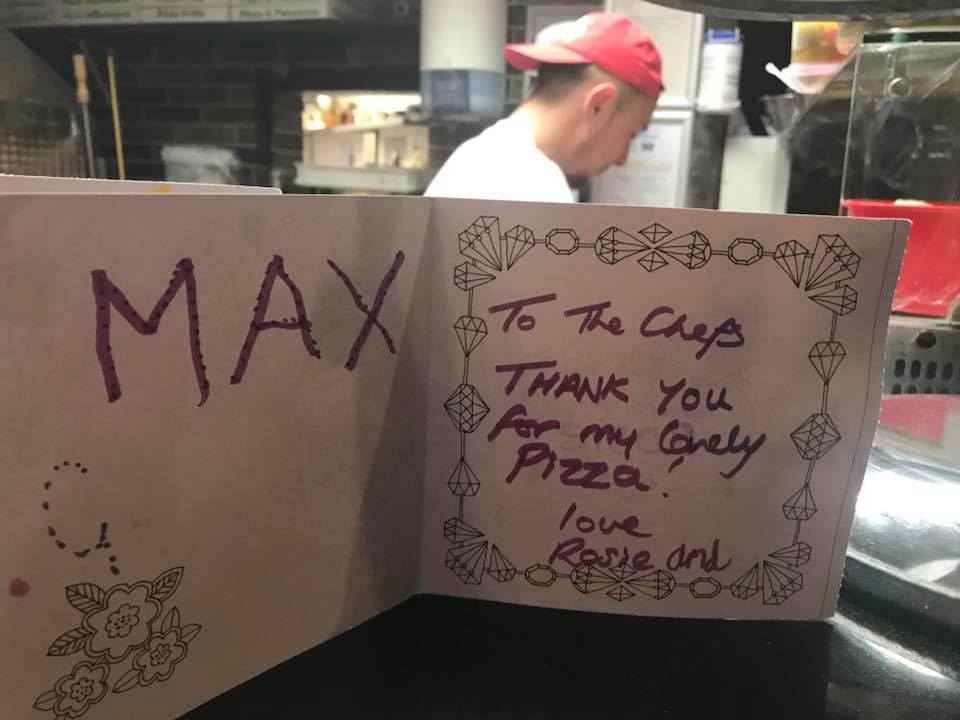 MAX
To The Chefs
THANK YOU
for my lovely
Pizza!
love
Rosie and